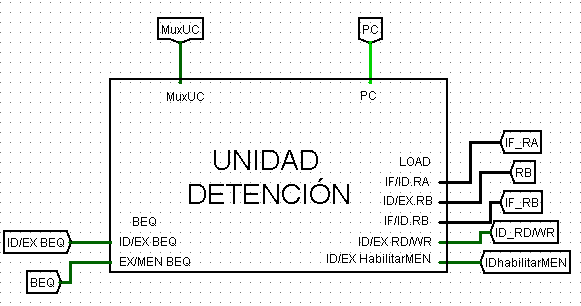 MuxUC
PC
MuxUC
PC
UNIDAD
DETENCIÓN
LOAD
IF/ID.RA
ID/EX.RB
IF/ID.RB
ID/EX RD/WR
ID/EX HabilitarMEN
IF_RA
RB
IF_RB
ID_RD/WR
IDhabilitarMEN
BEQ
ID/EX BEQ
EX/MEN BEQ
ID/EX BEQ
BEQ